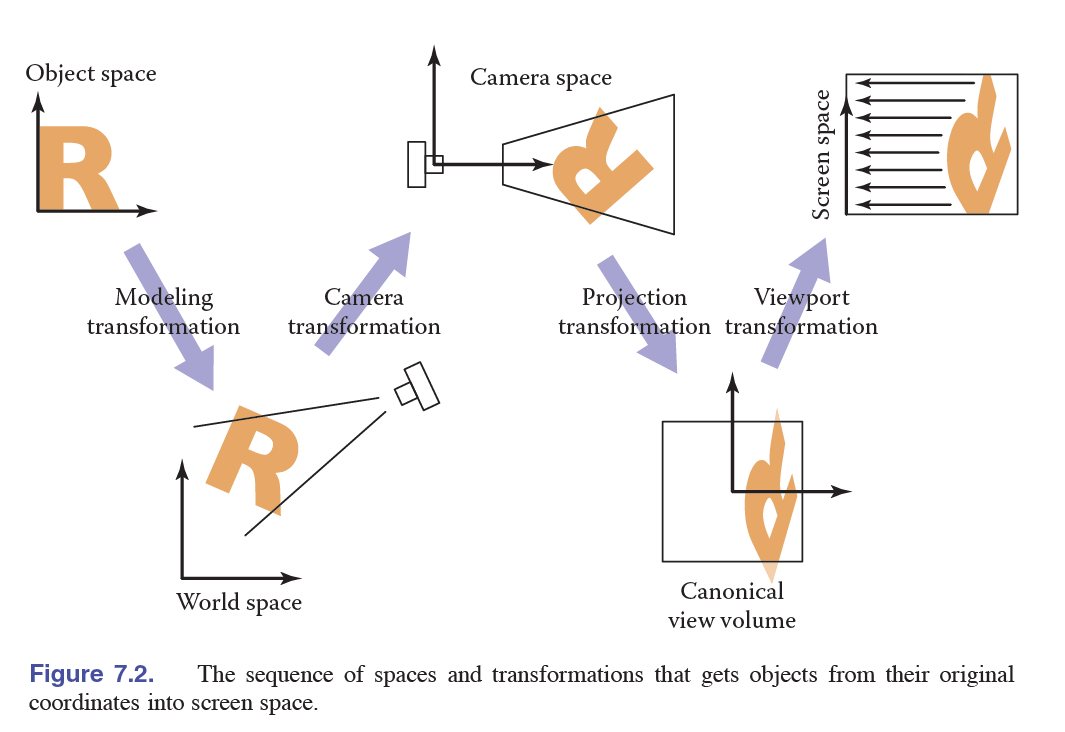 Object space
Camera space
Screen space
Modeling
transformation
Camera
transformation
Projection
transformation
Viewport
transformation
World space
Canonical
view volume
Figure 7.2. The sequence of spaces and transformations that gets objects from their original
coordinates into screen space.